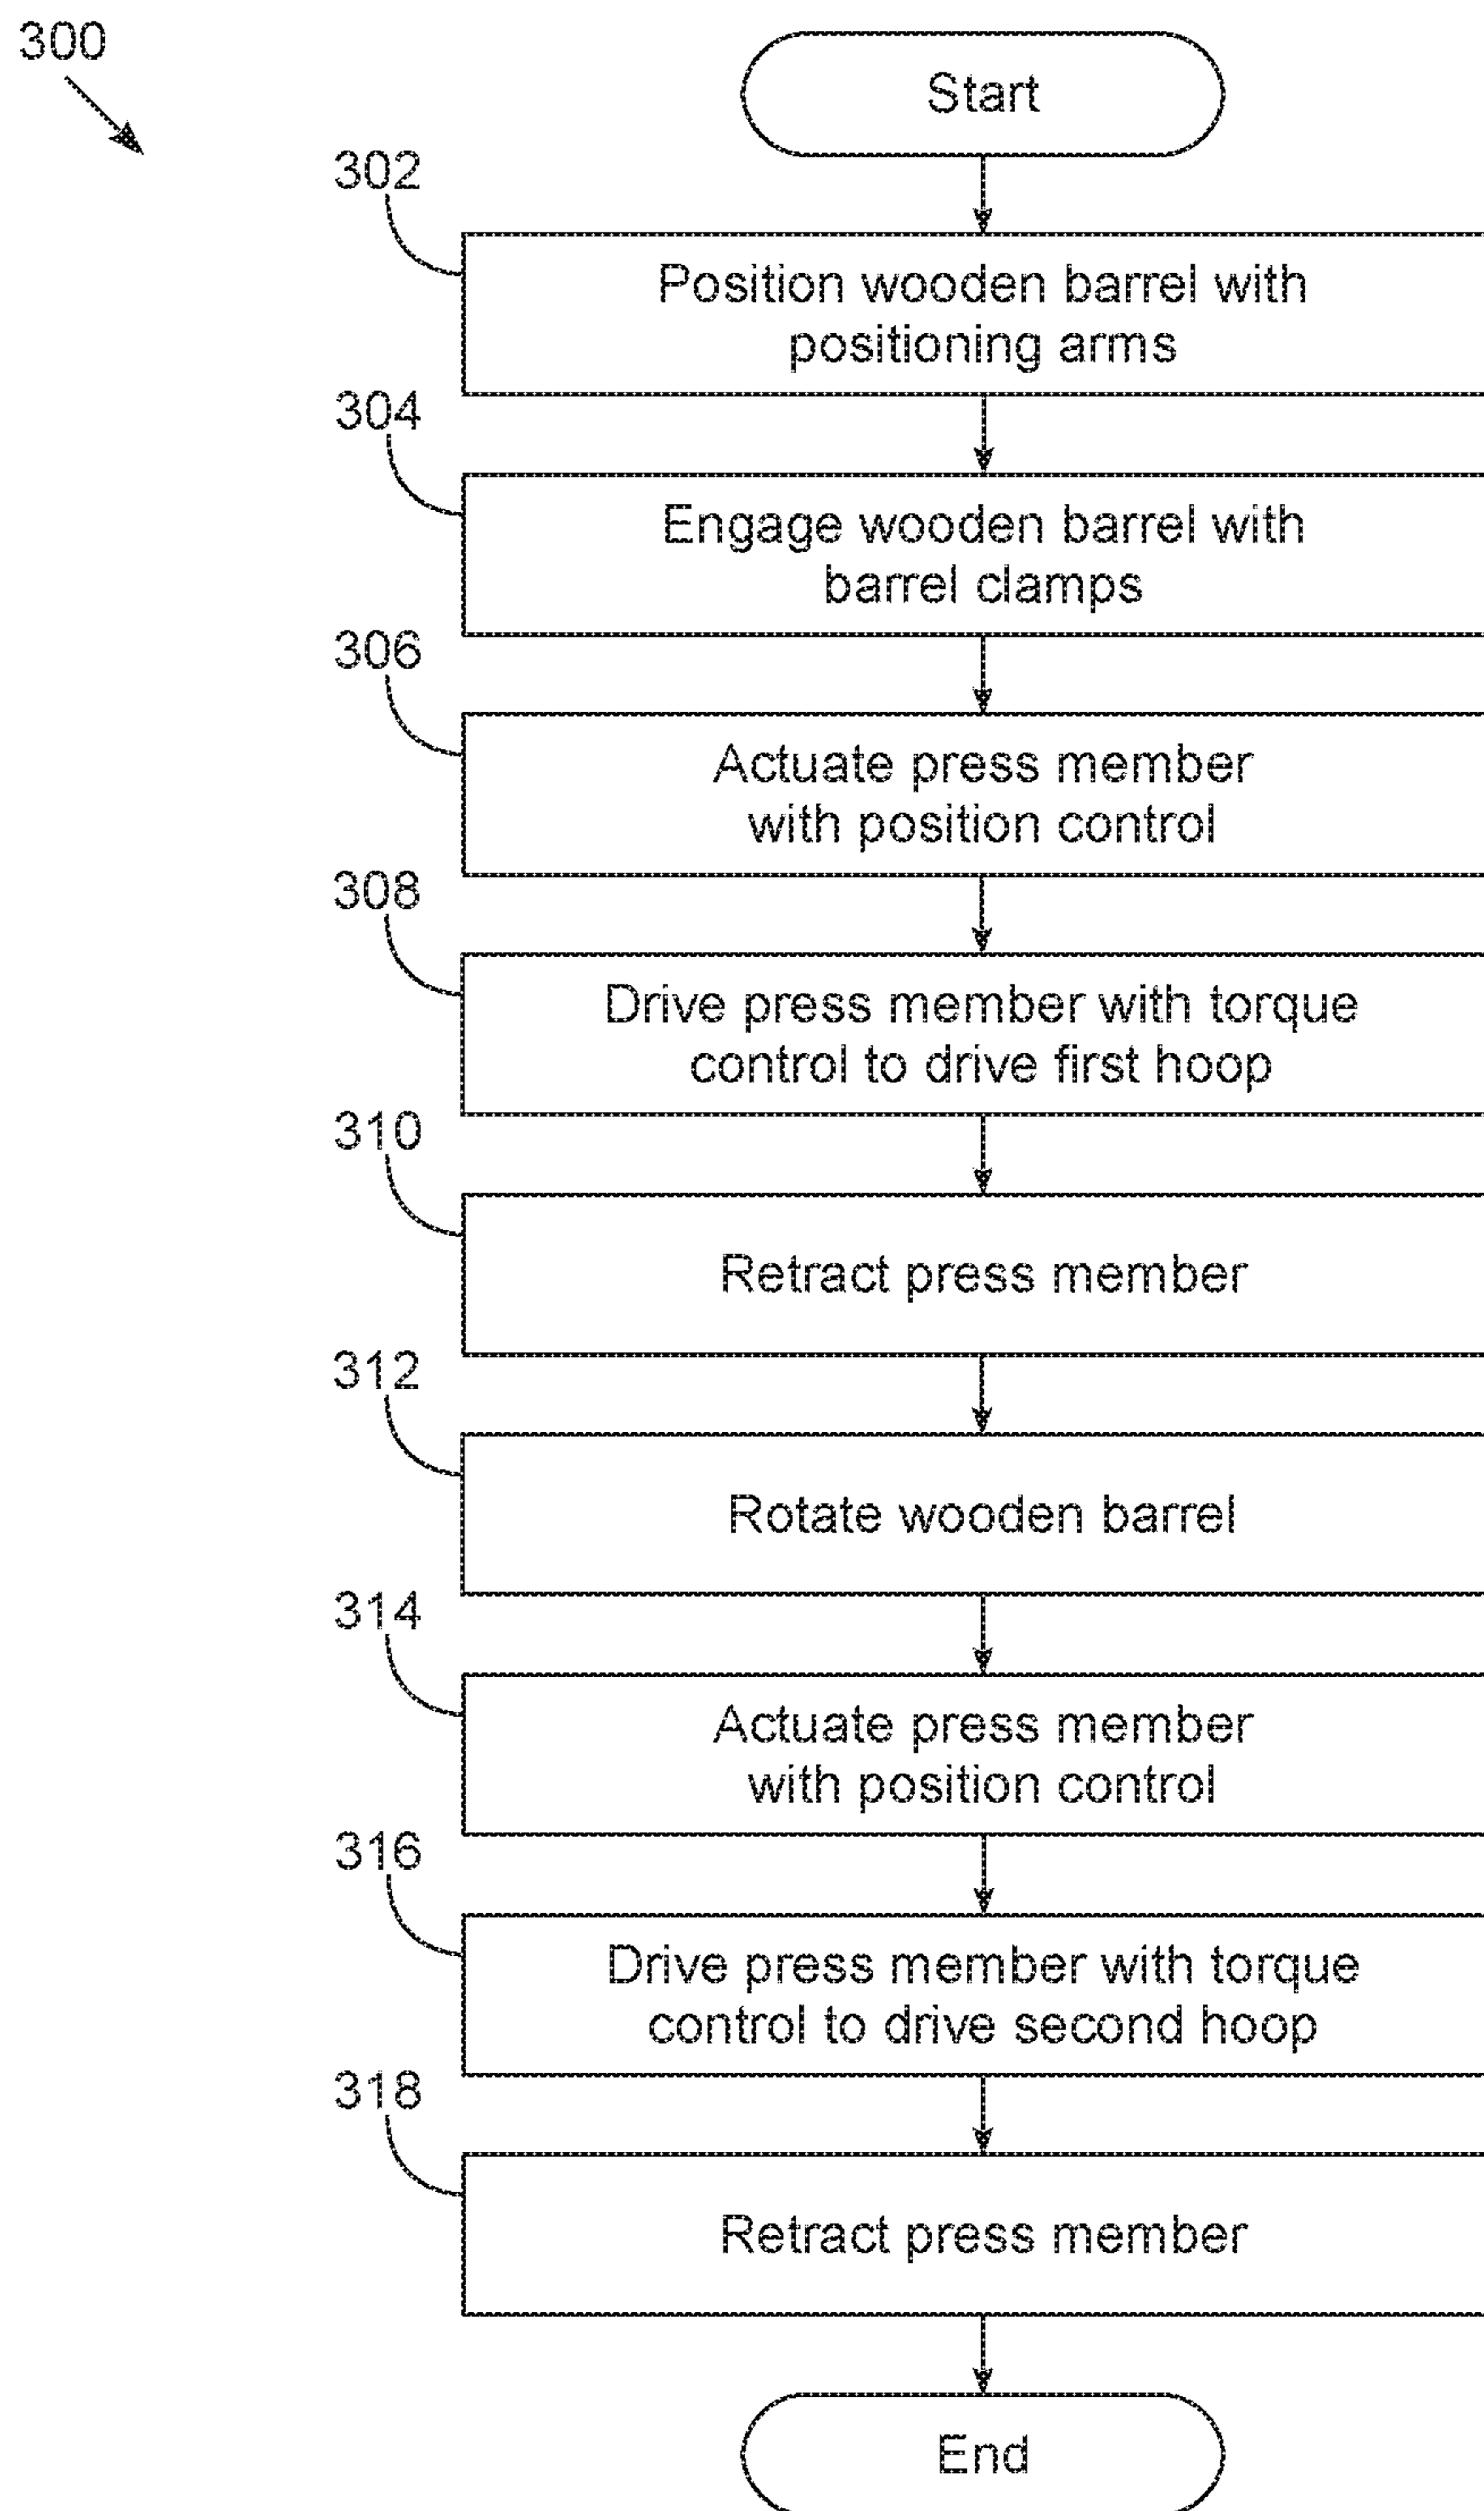 300
Start
302
Position wooden barrel with
positioning arms
304
Engage wooden barrel with
barrel clamps
306
Actuate press member
with position control
308
Drive press member with torque
control to drive first hoop
310
Retract press member
312
Rotate wooden barrel
314
Actuate press member
with position control
316
Drive press member with torque
control to drive second hoop
318
Retract press member
End